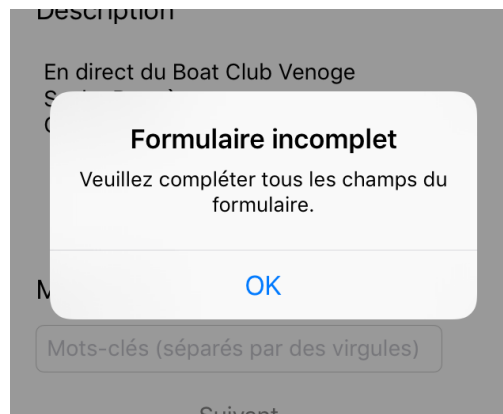 Description
En direct du Boat Club Venoge
Formulaire incomplet
Veuillez compléter tous les champs du
formulaire.
OK
Mots-clés (séparés par des virgules)
Suivant